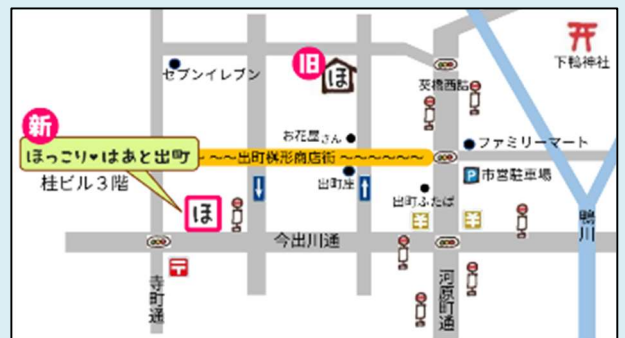 下鴨神社
旧
ほ
セブンイレブン
葵橋西詰
新
ほっこり♥はあと出町
桂ビル3階
お花屋さん
ファミリーマート
～～出町桝形商店街～～～～～～
出町座
P市営駐車場
出町ふたば
ほ
鴨川
今出川通
寺町通
河原町通